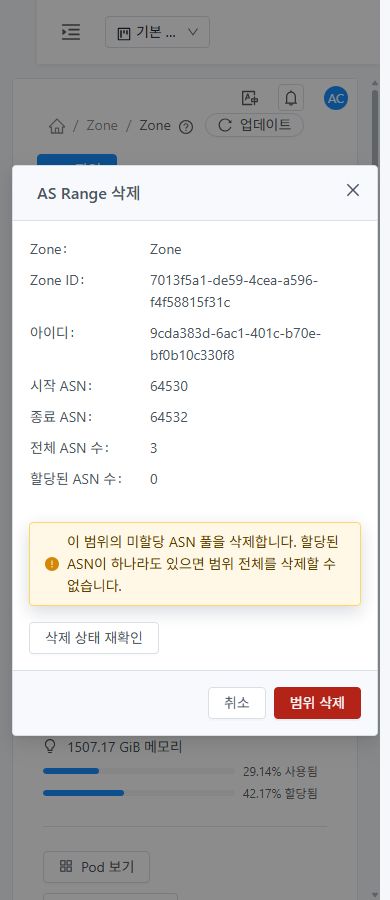 기본 ...
AC
/ Zone / Zone 업데이트
AS Range 삭제
Zone: Zone
Zone ID: 7013f5a1-de59-4cea-a596-
f4f58815f31c
아이디: 9cda383d-6ac1-401c-b70e-
bf0b10c330f8
시작 ASN: 64530
종료 ASN: 64532
전체 ASN 수: 3
할당된 ASN 수: 0
이 범위의 미할당 ASN 풀을 삭제합니다. 할당된
ASN이 하나라도 있으면 범위 전체를 삭제할 수
없습니다.
삭제 상태 재확인
취소 범위 삭제
1507.17 GiB 메모리
29.14% 사용됨
42.17% 할당됨
Pod 보기